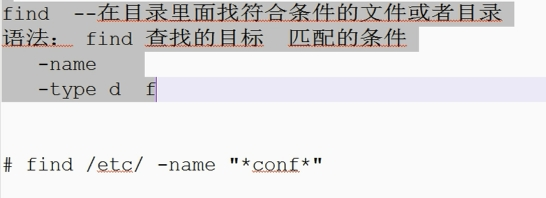 find --在目录里面找符合条件的文件或者目录
语法: find 查找的目标 匹配的条件
-name
-type d f
# find /etc/ -name "*conf*"